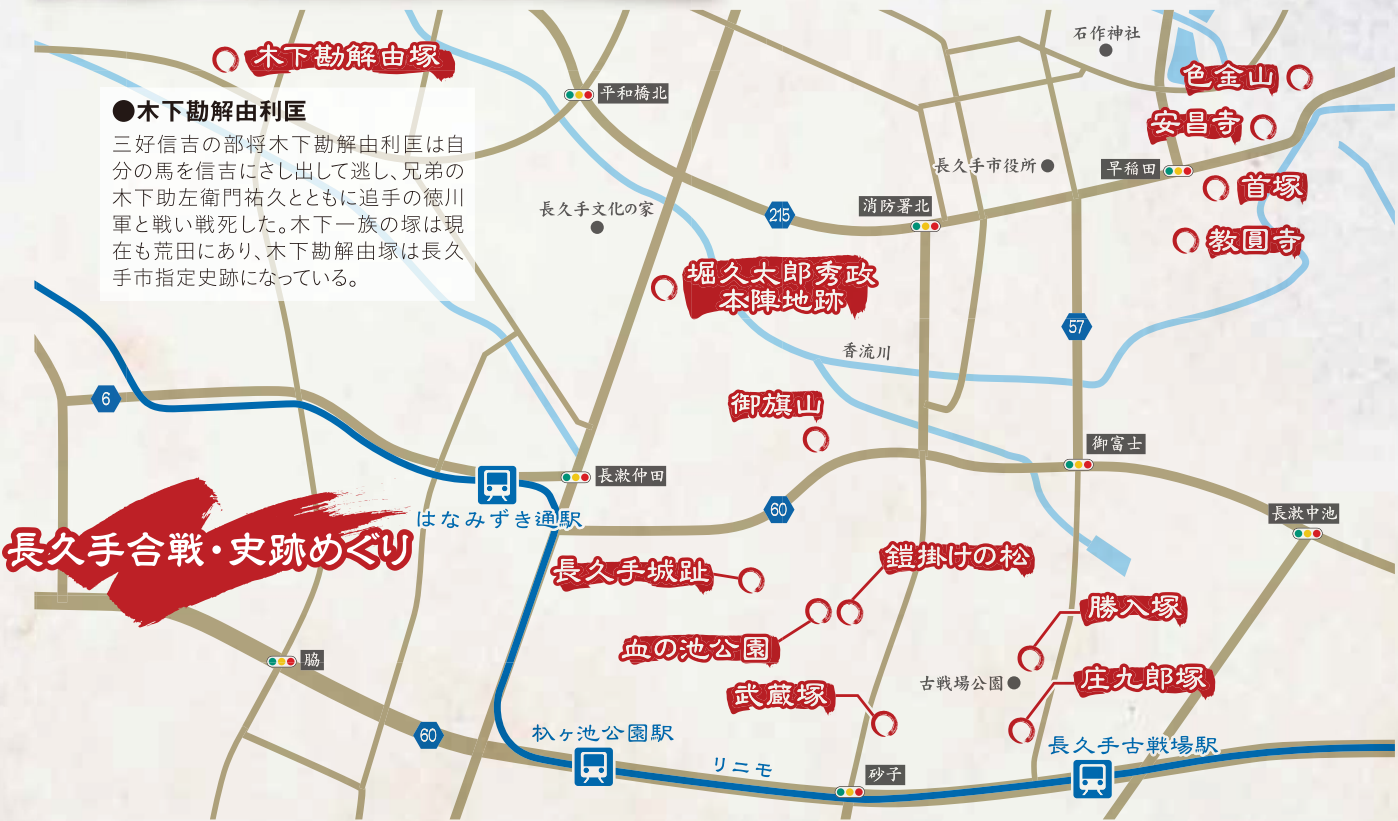 木下勘解由塚
●木下勘解由利匡
三好信吉の部将木下勘解由利匡は自
分の馬を信吉にさし出して逃し、兄弟の
木下助左衛門祐久とともに追手の徳川
軍と戦い戦死した。木下一族の塚は現
在も荒田にあり、木下勘解由塚は長久
手市指定史跡になっている。
平和橋北
石作神社
色金山
安昌寺
長久手市役所
早稲田
首塚
教圓寺
長久手文化の家
215
消防署北
堀久太郎秀政
本陣地跡
57
香流川
6
御旗山
御富士
長湫仲田
はなみずき通駅
60
長湫中池
長久手合戦・史跡めぐり
長久手城趾
鎧掛けの松
血の池公園
勝入塚
脇
武蔵塚
古戦場公園
庄九郎塚
60
杁ヶ池公園駅
リニモ
砂子
長久手古戦場駅